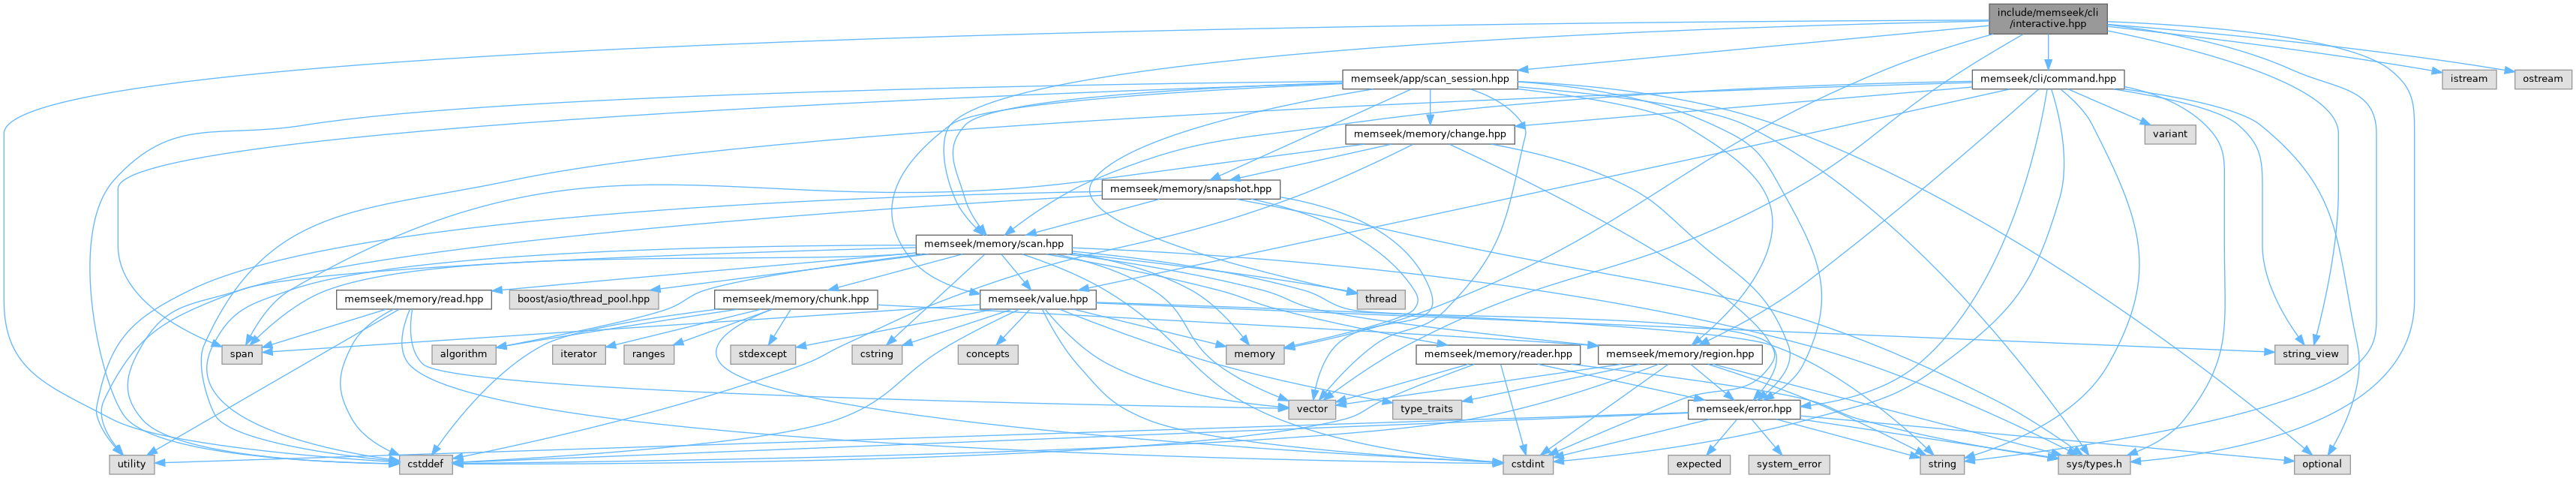 include/memseek/cli
/interactive.hpp
memseek/app/scan_session.hpp
memseek/cli/command.hpp
istream
ostream
memseek/memory/change.hpp
variant
memseek/memory/snapshot.hpp
memseek/memory/scan.hpp
memseek/memory/read.hpp
boost/asio/thread_pool.hpp
memseek/memory/chunk.hpp
memseek/value.hpp
thread
span
algorithm
iterator
ranges
stdexcept
cstring
concepts
memory
memseek/memory/reader.hpp
memseek/memory/region.hpp
string_view
vector
type_traits
memseek/error.hpp
utility
cstddef
cstdint
expected
system_error
string
sys/types.h
optional